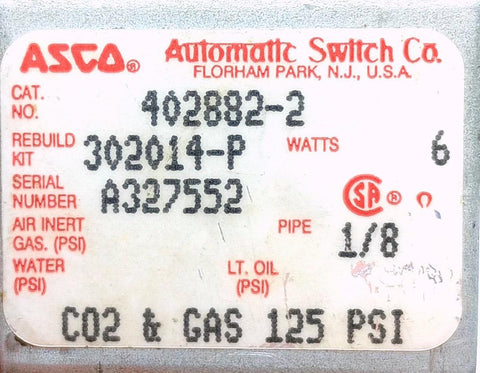 ASCO® Automatic Switch Co.
FLORHAM PARK, N.J., U.S.A.
CAT. NO. 402882-2
REBUILD KIT 302014-P WATTS 6
SERIAL NUMBER A327552 SA®
AIR INERT GAS. (PSI) PIPE 1/8
WATER (PSI) LT. OIL (PSI)
CO2 & GAS 125 PSI